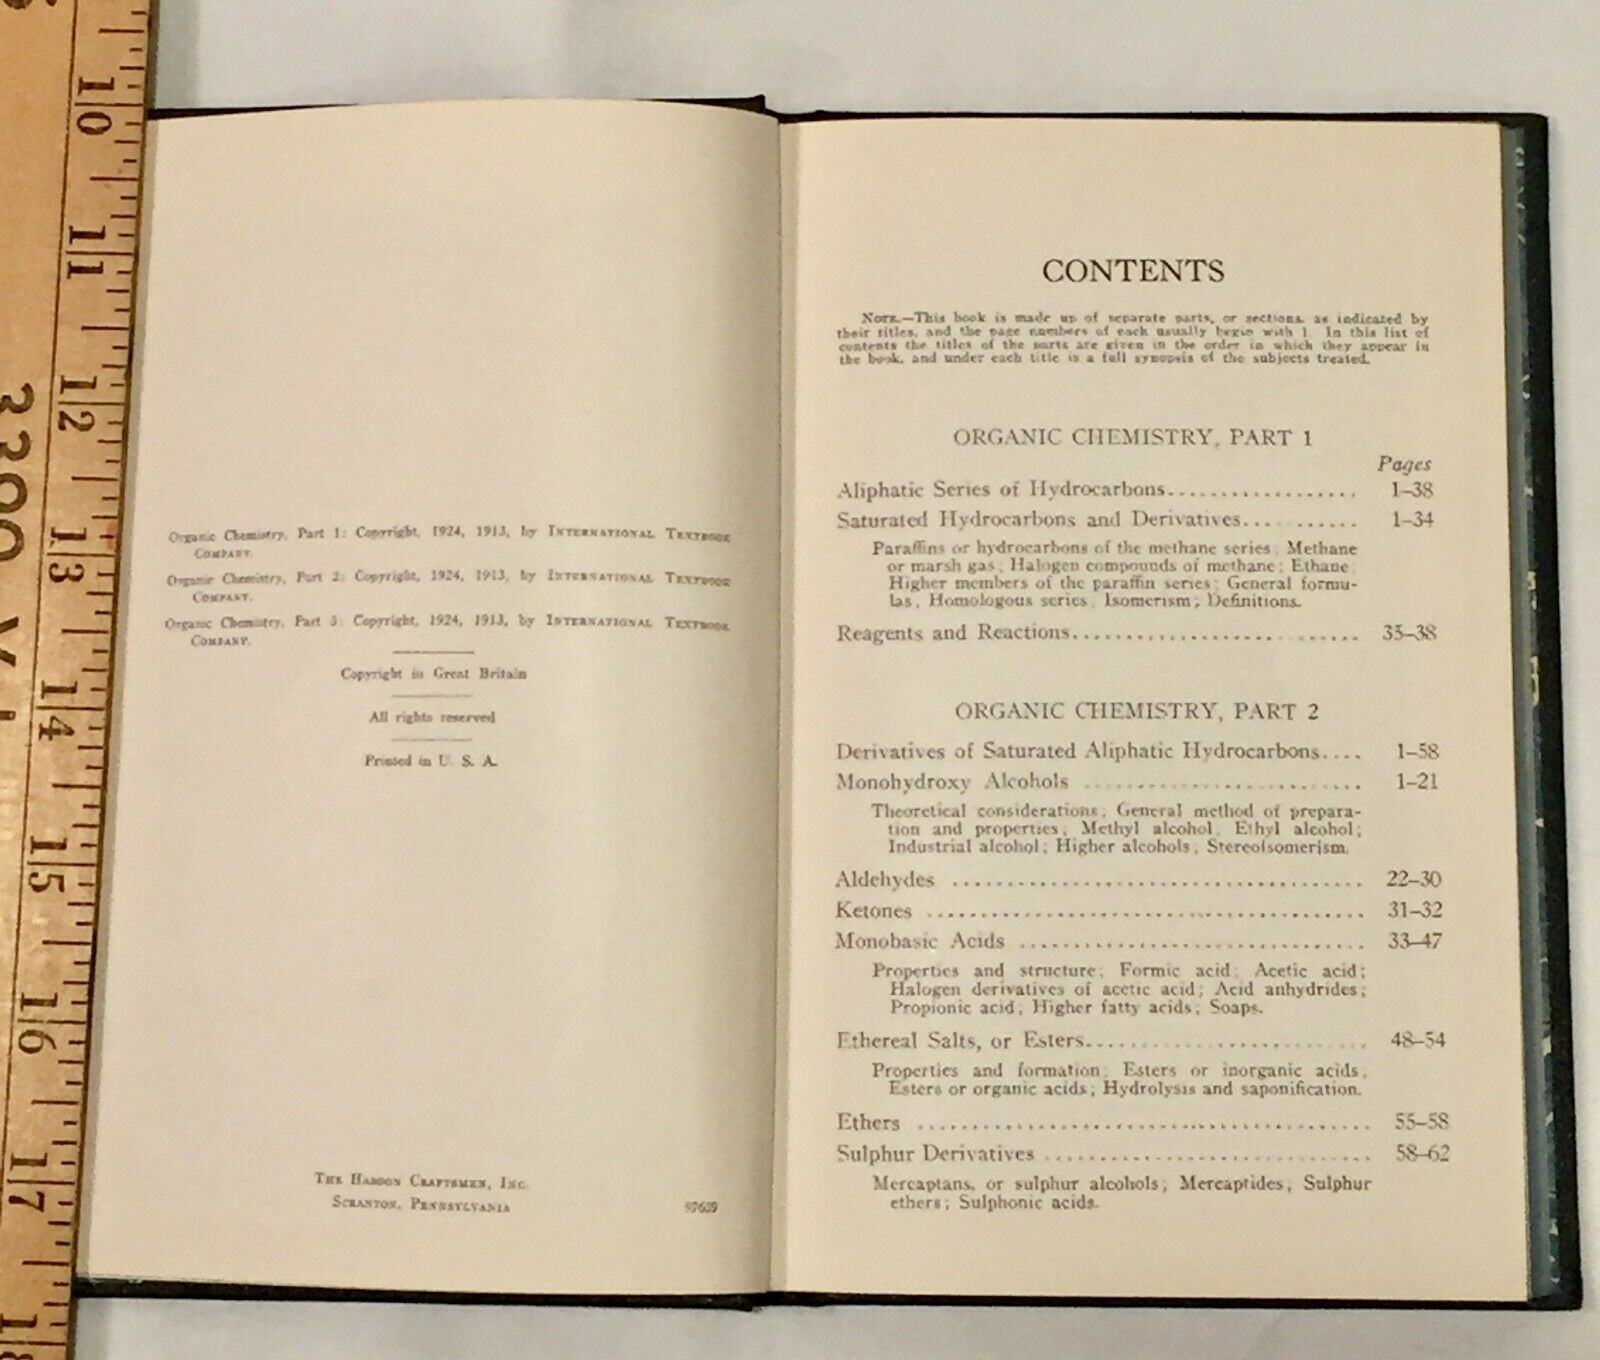 10
11
12
13
14
15
16
17
18
Organic Chemistry, Part 1: Copyright, 1924, 1913, by INTERNATIONAL TEXTBOOK
COMPANY.
Organic Chemistry, Part 2: Copyright, 1924, 1913, by INTERNATIONAL TEXTBOOK
COMPANY.
Organic Chemistry, Part 3: Copyright, 1924, 1913, by INTERNATIONAL TEXTBOOK
COMPANY.
Copyright in Great Britain
All rights reserved
Printed in U. S. A.
THE HADDON CRAFTSMEN, INC.
SCRANTON, PENNSYLVANIA
97639
CONTENTS
NOTE.—This book is made up of separate parts, or sections, as indicated by
their titles, and the page numbers of each usually begin with 1. In this list of
contents the titles of the parts are given in the order in which they appear in
the book, and under each title is a full synopsis of the subjects treated.
ORGANIC CHEMISTRY, PART 1
Pages
Aliphatic Series of Hydrocarbons.................. 1–38
Saturated Hydrocarbons and Derivatives........... 1–34
Paraffins or hydrocarbons of the methane series; Methane
or marsh gas; Halogen compounds of methane; Ethane;
Higher members of the paraffin series; General formu-
las; Homologous series; Isomerism; Definitions.
Reagents and Reactions.......................... 35–38
ORGANIC CHEMISTRY, PART 2
Derivatives of Saturated Aliphatic Hydrocarbons.... 1–58
Monohydroxy Alcohols .......................... 1–21
Theoretical considerations; General method of prepara-
tion and properties; Methyl alcohol; Ethyl alcohol;
Industrial alcohol; Higher alcohols; Stereoisomerism.
Aldehydes ...................................... 22–30
Ketones ........................................ 31–32
Monobasic Acids ................................ 33–47
Properties and structure; Formic acid; Acetic acid;
Halogen derivatives of acetic acid; Acid anhydrides;
Propionic acid; Higher fatty acids; Soaps.
Ethereal Salts, or Esters.......................... 48–54
Properties and formation; Esters or inorganic acids;
Esters or organic acids; Hydrolysis and saponification.
Ethers .......................................... 55–58
Sulphur Derivatives .............................. 58–62
Mercaptans, or sulphur alcohols; Mercaptides; Sulphur
ethers; Sulphonic acids.